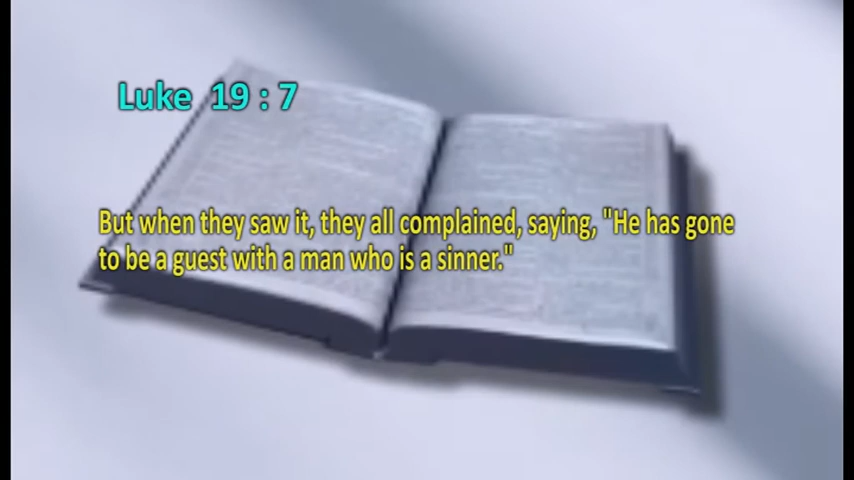 Luke 19 : 7
But when they saw it, they all complained, saying, "He has gone
to be a guest with a man who is a sinner."